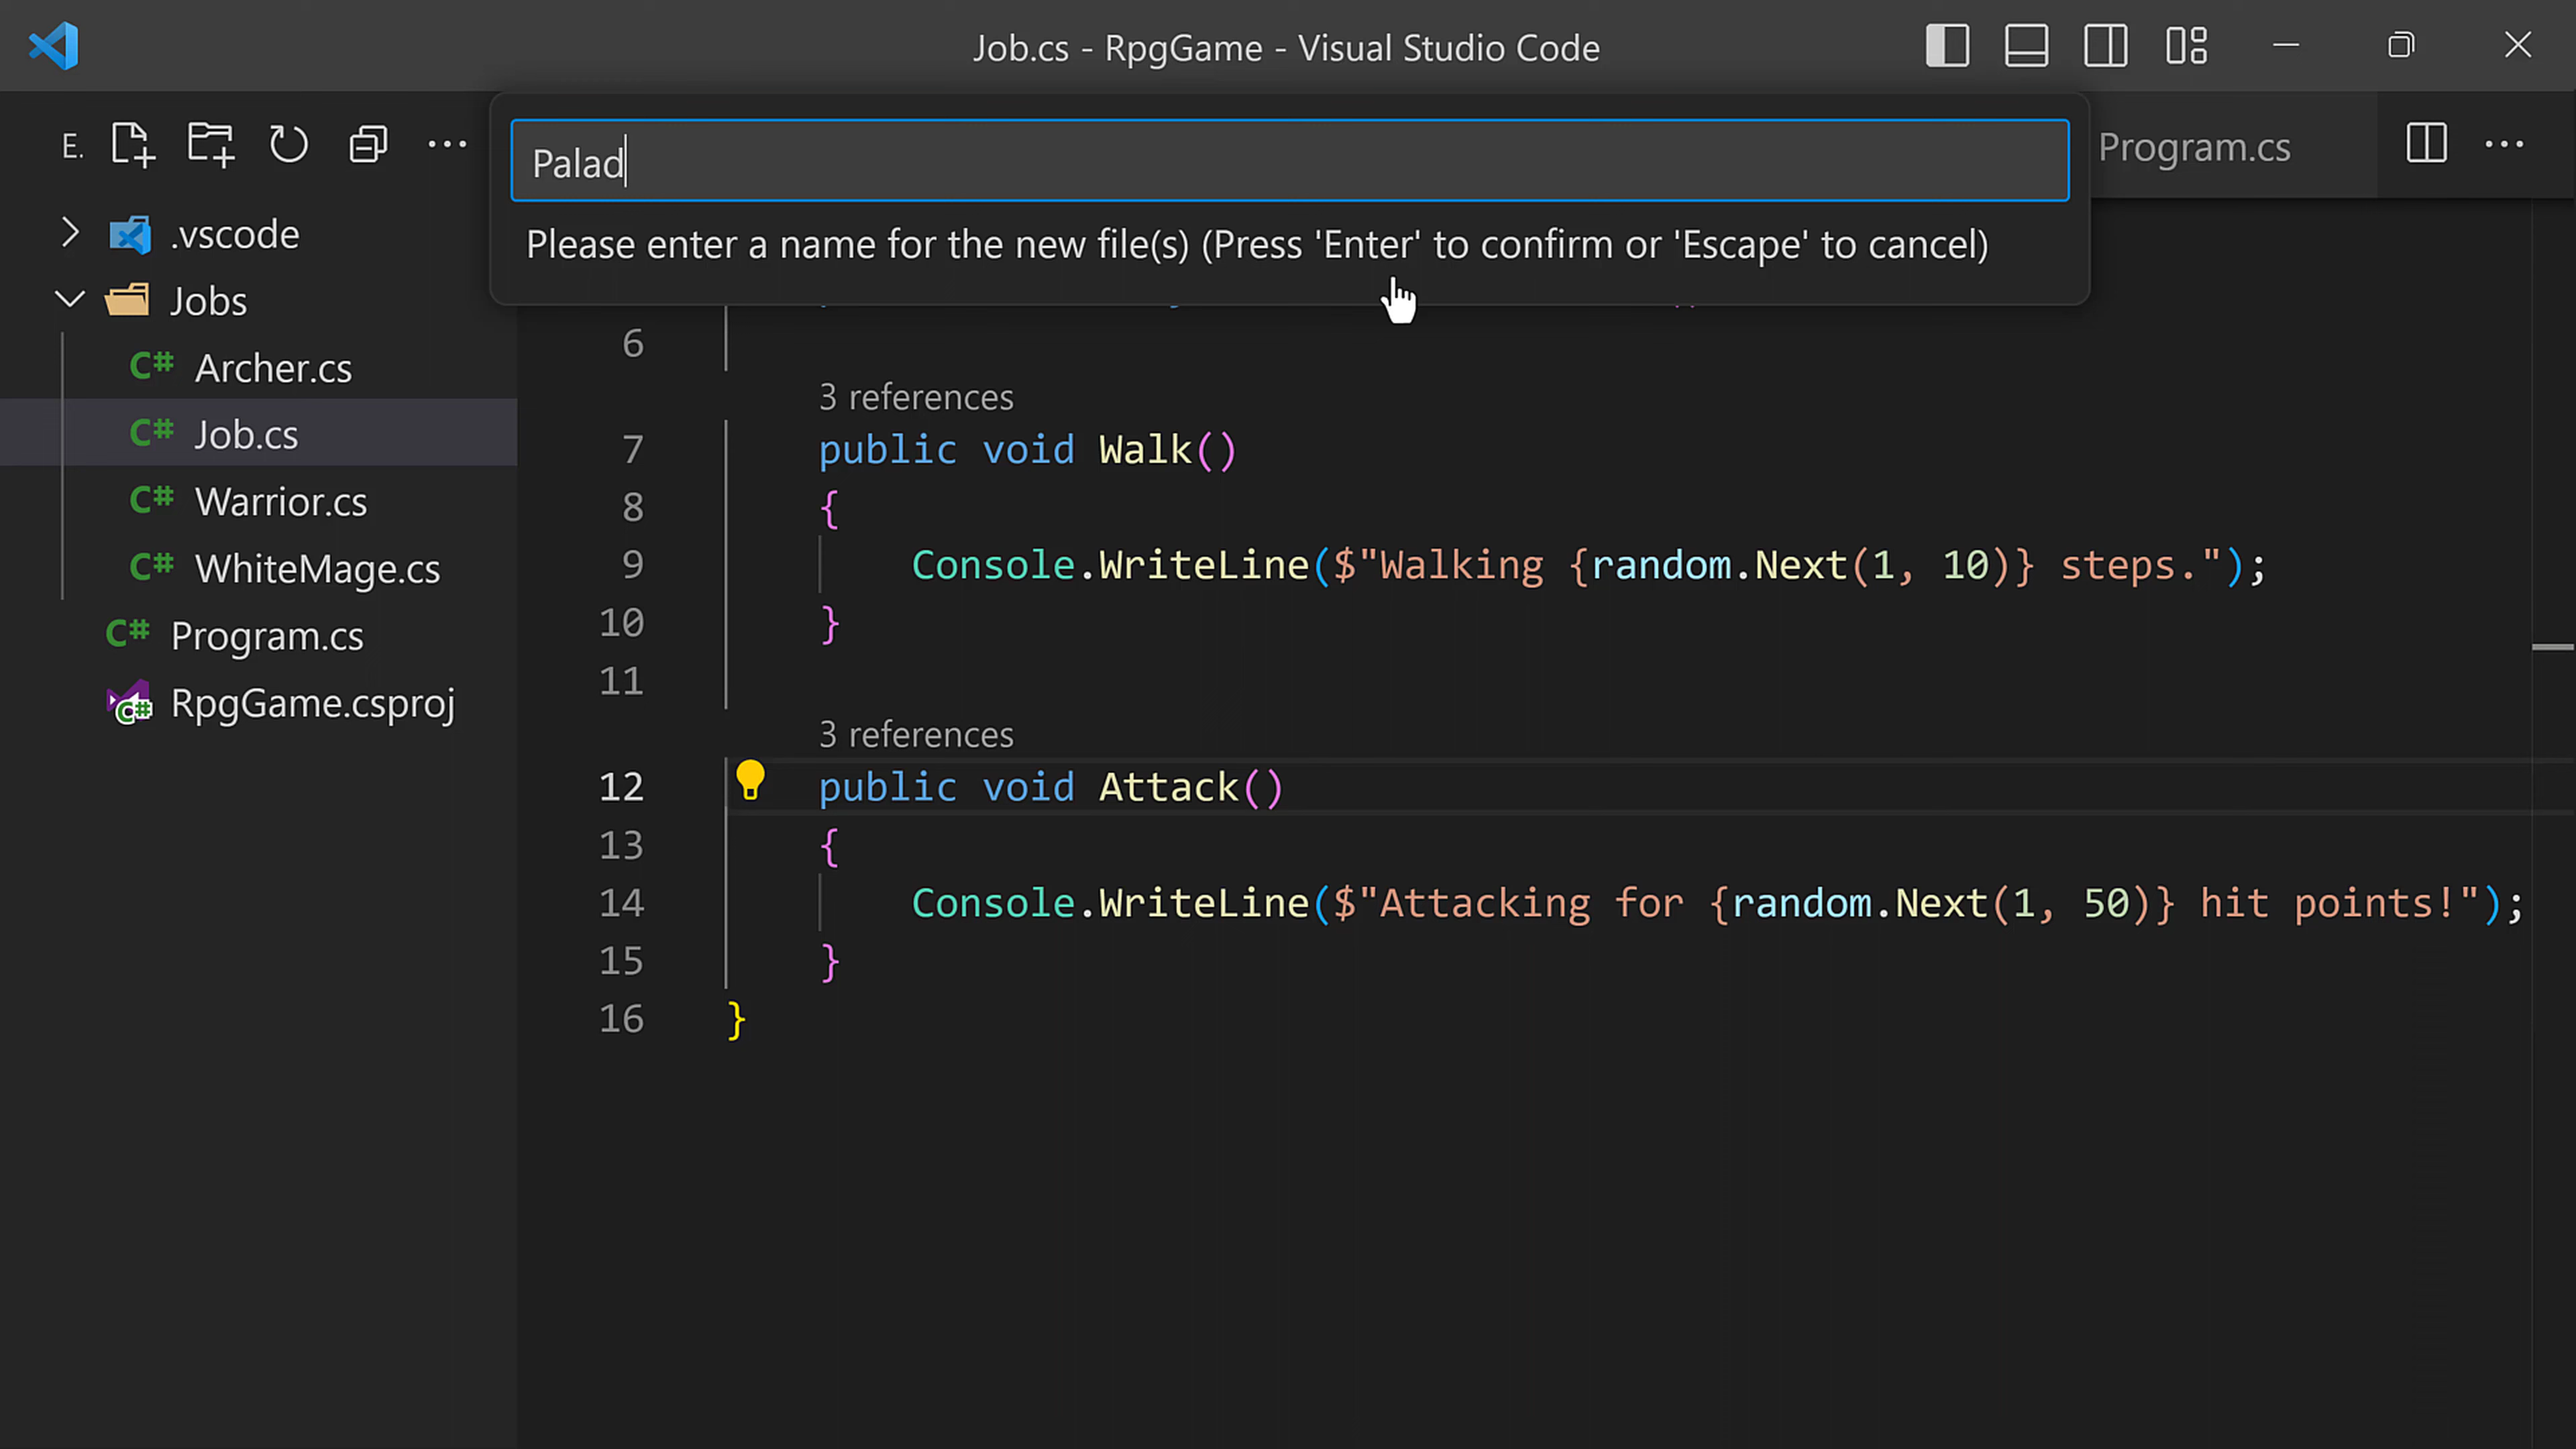 Job.cs - RpgGame - Visual Studio Code
E.
Palad
Program.cs
Please enter a name for the new file(s) (Press 'Enter' to confirm or 'Escape' to cancel)
.vscode
Jobs
C# Archer.cs
C# Job.cs
C# Warrior.cs
C# WhiteMage.cs
C# Program.cs
C# RpgGame.csproj
6
3 references
7 public void Walk()
8 {
9 Console.WriteLine($"Walking {random.Next(1, 10)} steps.");
10 }
11
3 references
12 public void Attack()
13 {
14 Console.WriteLine($"Attacking for {random.Next(1, 50)} hit points!");
15 }
16 }